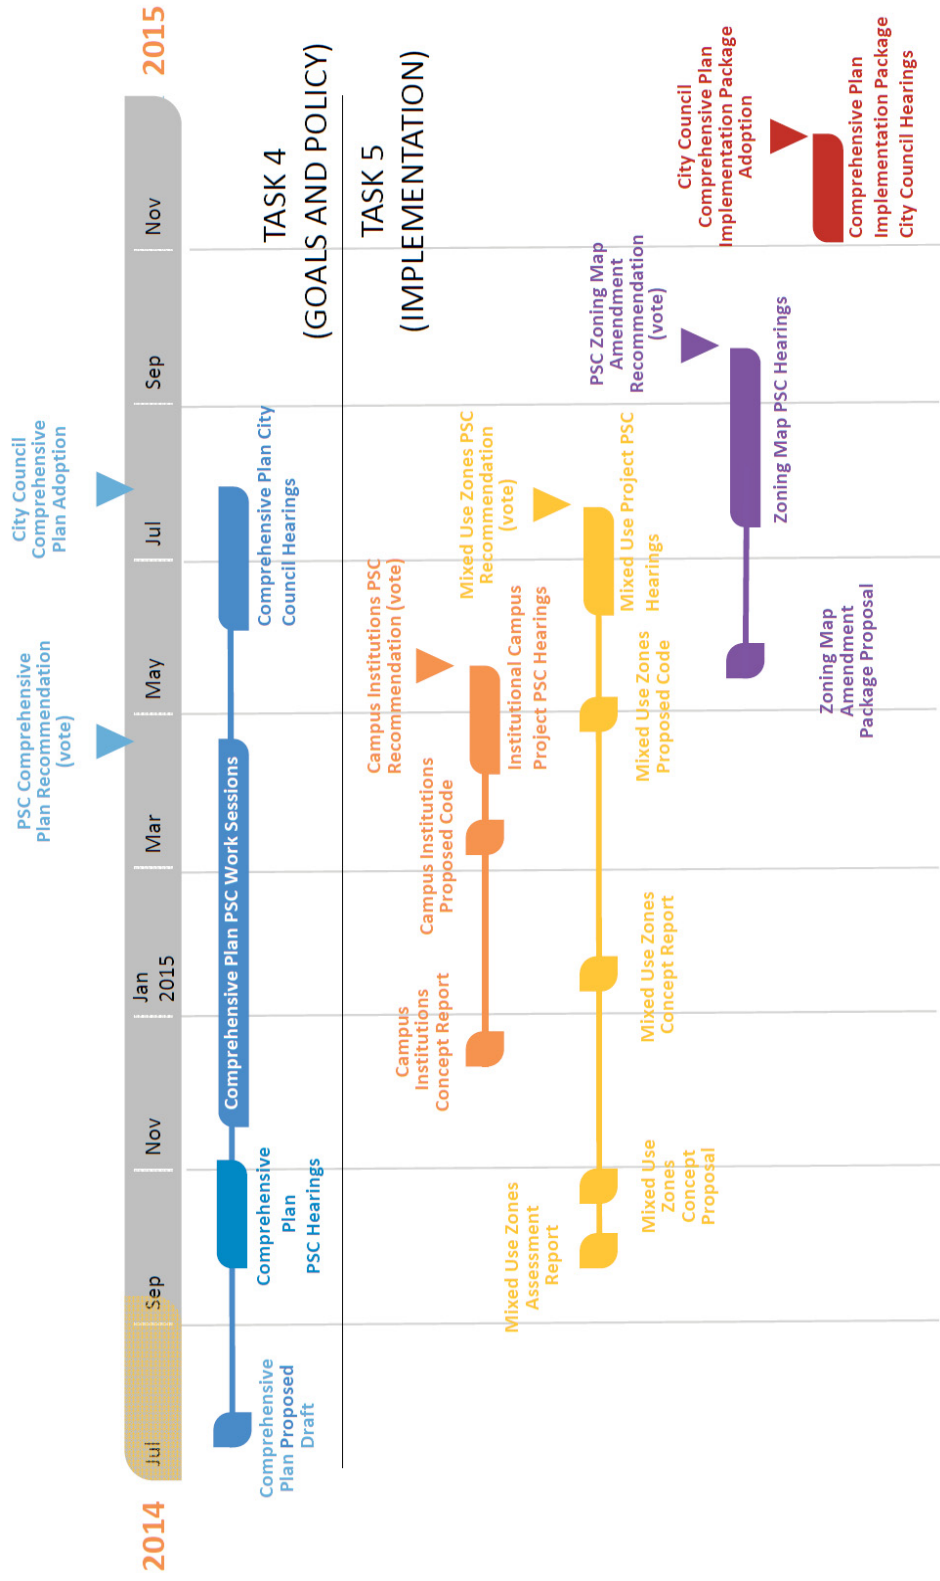 2014
2015
Jul
Sep
Nov
Jan
2015
Mar
May
Jul
Sep
Nov
PSC Comprehensive
Plan Recommendation
(vote)
City Council
Comprehensive
Plan Adoption
Comprehensive
Plan Proposed
Draft
Comprehensive
Plan
PSC Hearings
Comprehensive Plan PSC Work Sessions
Comprehensive Plan City
Council Hearings
TASK 4
(GOALS AND POLICY)
TASK 5
(IMPLEMENTATION)
Campus
Institutions
Concept Report
Campus Institutions
Proposed Code
Campus Institutions PSC
Recommendation (vote)
Institutional Campus
Project PSC Hearings
Mixed Use Zones
Assessment
Report
Mixed Use
Zones
Concept
Proposal
Mixed Use Zones
Concept Report
Mixed Use Zones
Proposed Code
Mixed Use Zones PSC
Recommendation
(vote)
Mixed Use Project PSC
Hearings
Zoning Map
Amendment
Package Proposal
PSC Zoning Map
Amendment
Recommendation
(vote)
Zoning Map PSC Hearings
City Council
Comprehensive Plan
Implementation Package
Adoption
Comprehensive Plan
Implementation Package
City Council Hearings